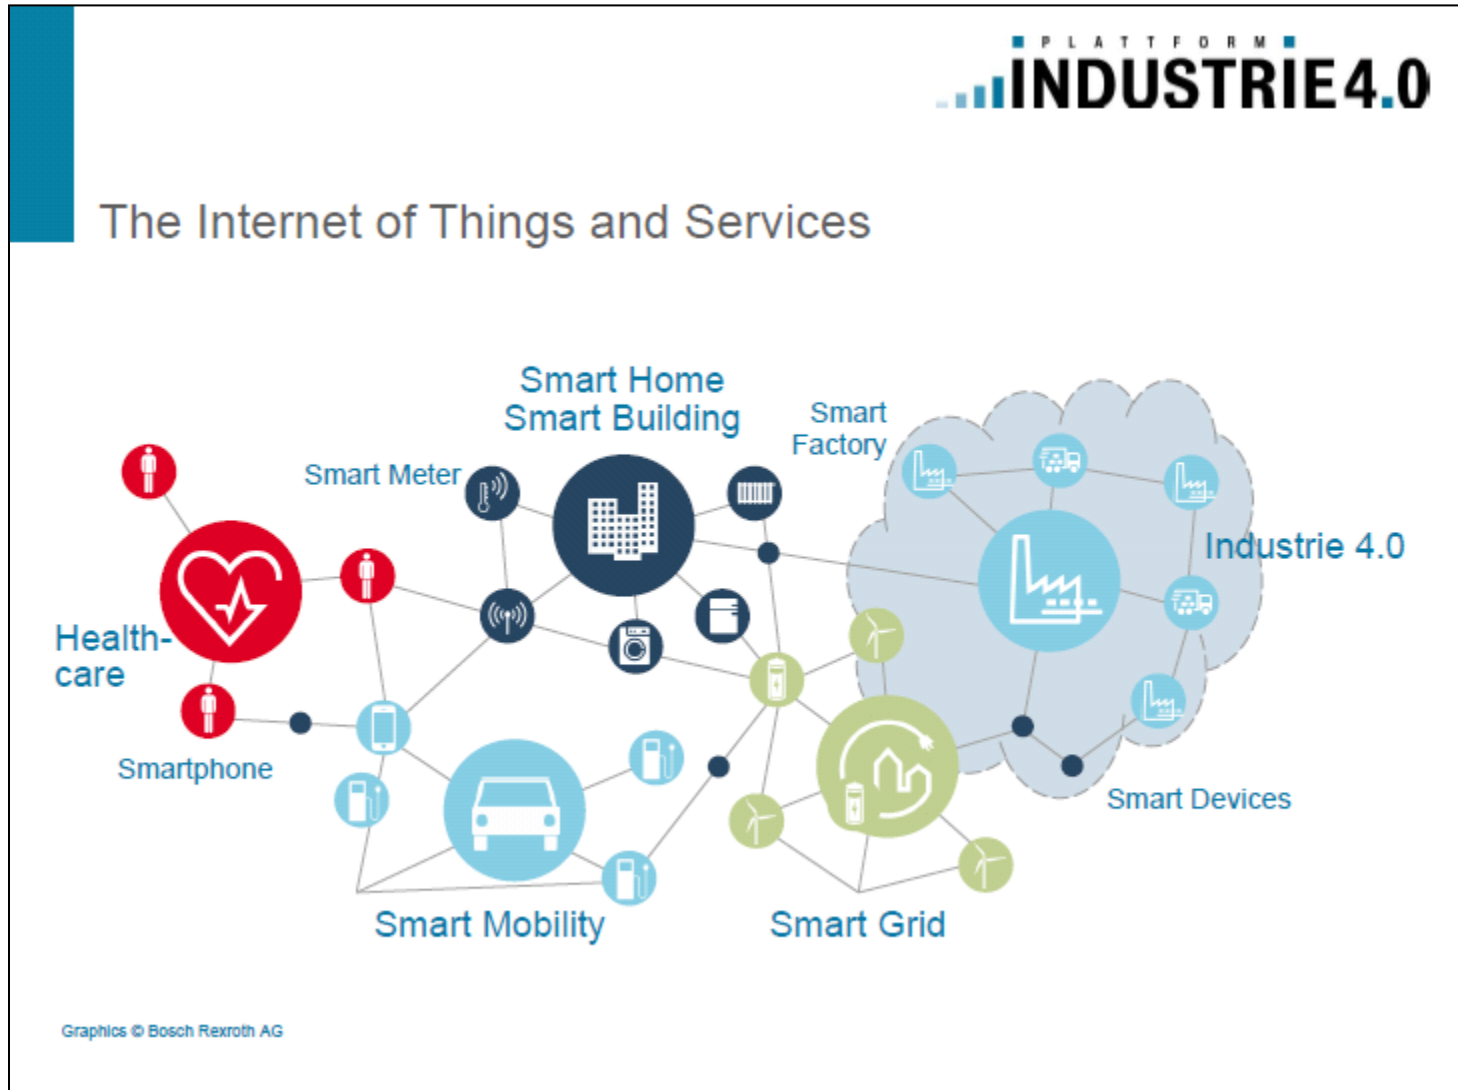 PLATTFORM
INDUSTRIE4.0
The Internet of Things and Services
Smart Home
Smart Building
Smart
Factory
Smart Meter
Industrie 4.0
Health-
care
Smartphone
Smart Devices
Smart Mobility
Smart Grid
Graphics © Bosch Rexroth AG